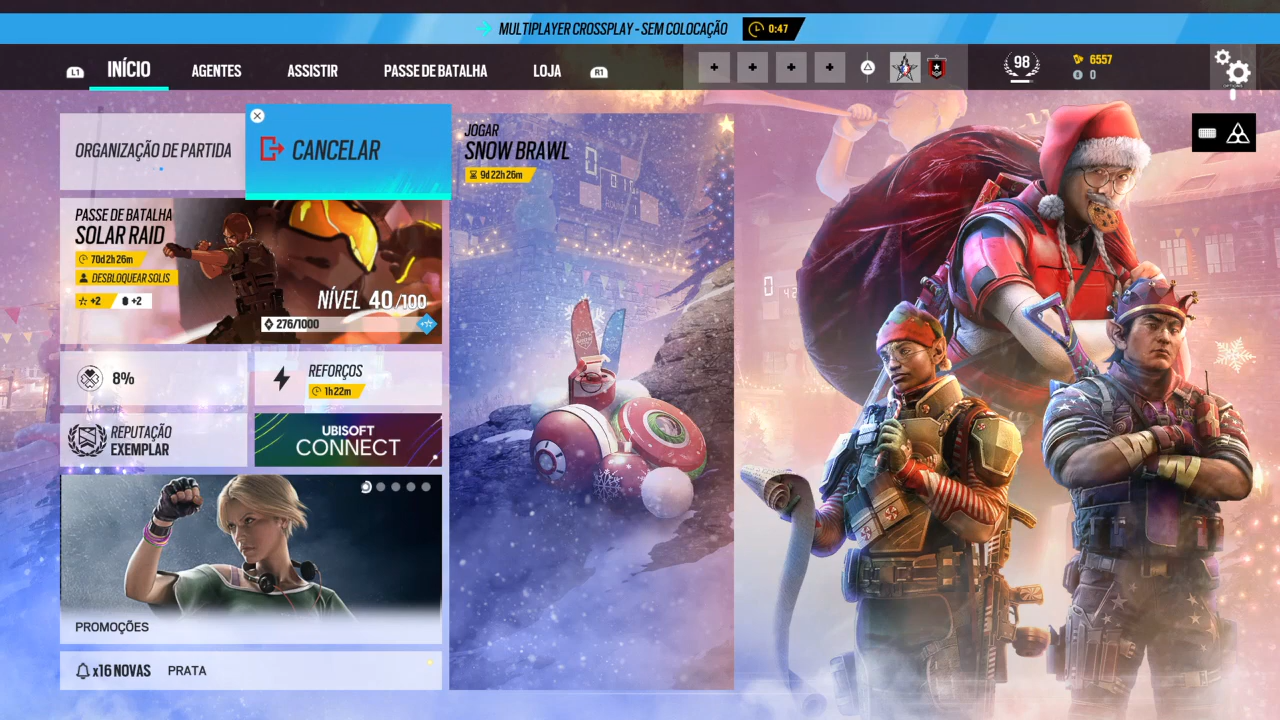 MULTIPLAYER CROSSPLAY - SEM COLOCAÇÃO 0:47
L1 INÍCIO AGENTES ASSISTIR PASSE DE BATALHA LOJA R1
98
6557
0
OPTIONS
ORGANIZAÇÃO DE PARTIDA
CANCELAR
JOGAR
SNOW BRAWL
9d 22h 26m
PASSE DE BATALHA
SOLAR RAID
70d 2h 26m
DESBLOQUEAR SOLIS
+2 +2
NÍVEL 40/100
276/1000
8%
REFORÇOS
1h 22m
REPUTAÇÃO
EXEMPLAR
UBISOFT
CONNECT
PROMOÇÕES
x16 NOVAS PRATA